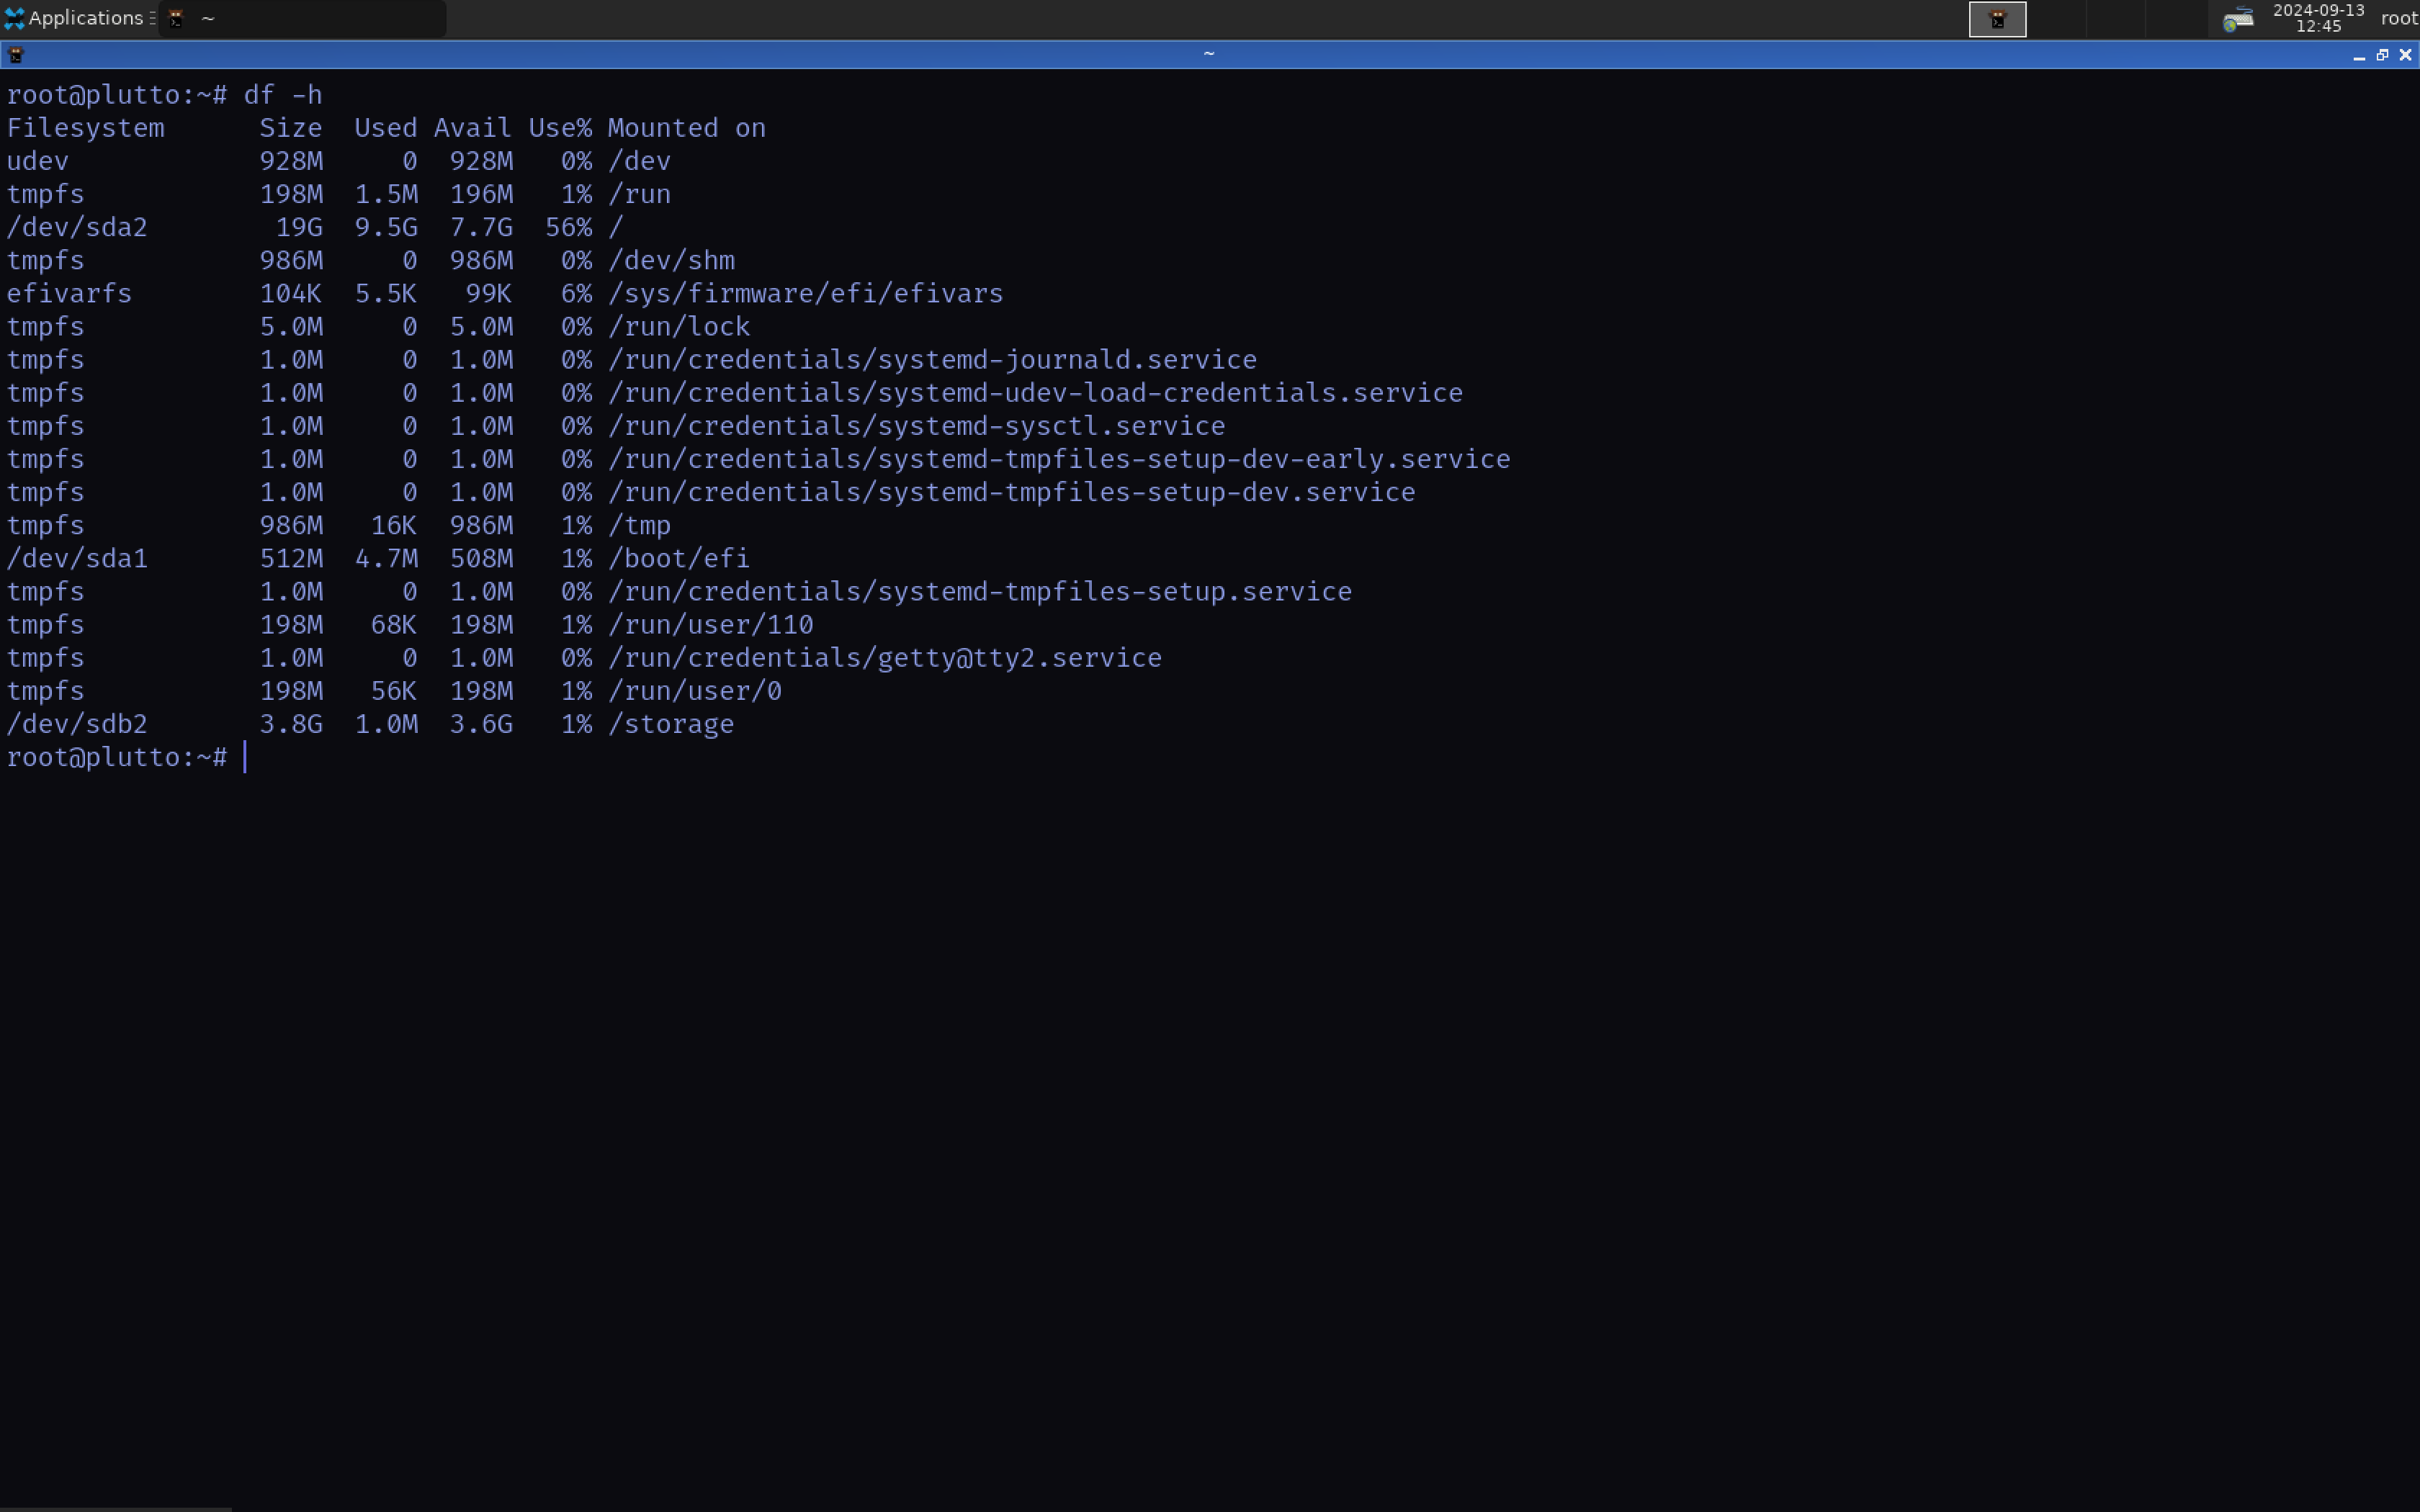 Applications
~
2024-09-13
12:45
root
~
root@plutto:~# df -h
Filesystem      Size  Used Avail Use% Mounted on
udev            928M     0  928M   0% /dev
tmpfs           198M  1.5M  196M   1% /run
/dev/sda2        19G  9.5G  7.7G  56% /
tmpfs           986M     0  986M   0% /dev/shm
efivarfs        104K  5.5K   99K   6% /sys/firmware/efi/efivars
tmpfs           5.0M     0  5.0M   0% /run/lock
tmpfs           1.0M     0  1.0M   0% /run/credentials/systemd-journald.service
tmpfs           1.0M     0  1.0M   0% /run/credentials/systemd-udev-load-credentials.service
tmpfs           1.0M     0  1.0M   0% /run/credentials/systemd-sysctl.service
tmpfs           1.0M     0  1.0M   0% /run/credentials/systemd-tmpfiles-setup-dev-early.service
tmpfs           1.0M     0  1.0M   0% /run/credentials/systemd-tmpfiles-setup-dev.service
tmpfs           986M   16K  986M   1% /tmp
/dev/sda1       512M  4.7M  508M   1% /boot/efi
tmpfs           1.0M     0  1.0M   0% /run/credentials/systemd-tmpfiles-setup.service
tmpfs           198M   68K  198M   1% /run/user/110
tmpfs           1.0M     0  1.0M   0% /run/credentials/getty@tty2.service
tmpfs           198M   56K  198M   1% /run/user/0
/dev/sdb2       3.8G  1.0M  3.6G   1% /storage
root@plutto:~#